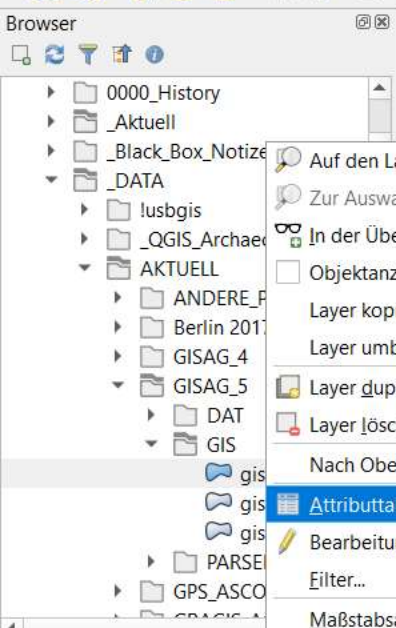 Browser
0000_History
_Aktuell
_Black_Box_Notize
_DATA
!usbgis
_QGIS_Archaeo
AKTUELL
ANDERE_P
Berlin 201
GISAG_4
GISAG_5
DAT
GIS
gis
gis
gis
PARSE
GPS_ASCO
Auf den La
Zur Auswa
In der Übe
Objektanz
Layer kop
Layer umb
Layer dup
Layer lösc
Nach Obe
Attributta
Bearbeitu
Filter...
Maßstabsa